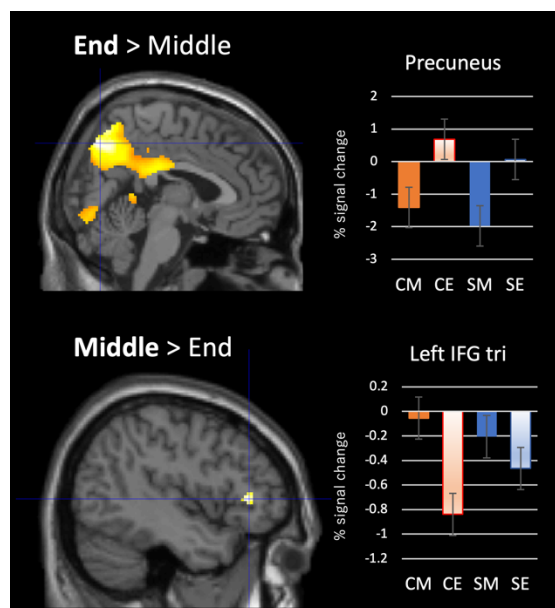 End > Middle
Precuneus
% signal change
2
1
0
-1
-2
-3
CM CE SM SE
Middle > End
Left IFG tri
% signal change
0.2
0
-0.2
-0.4
-0.6
-0.8
-1
-1.2
CM CE SM SE